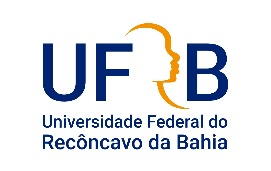 UFRB
Universidade Federal do
Recôncavo da Bahia